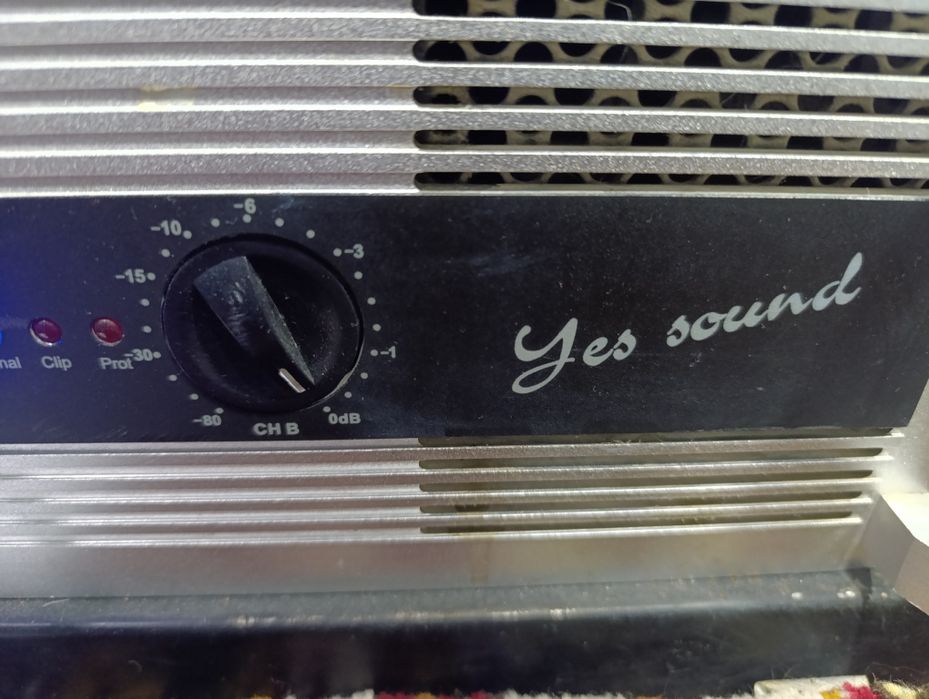 -6
-10
-3
-15
-30
-1
-80
0dB
CH B
nal
Clip
Prot
Yes sound